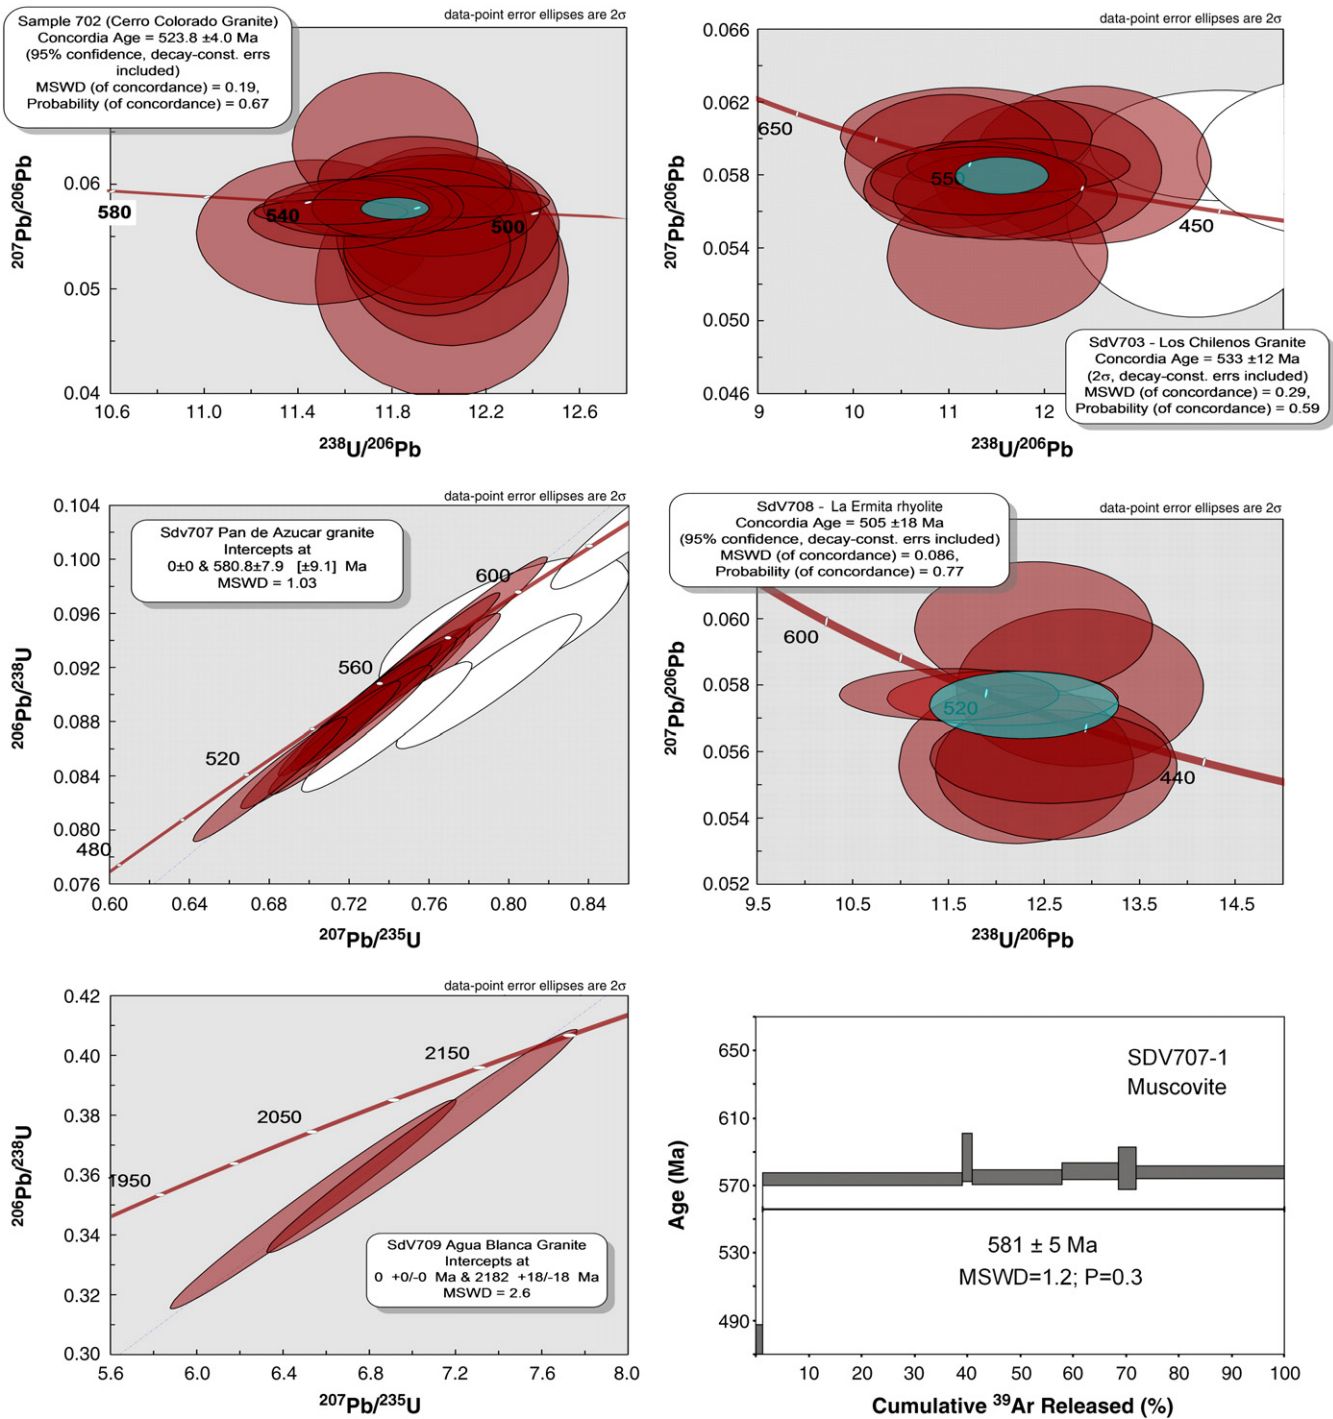 data-point error ellipses are 2σ
Sample 702 (Cerro Colorado Granite)
Concordia Age = 523.8 ±4.0 Ma
(95% confidence, decay-const. errs
included)
MSWD (of concordance) = 0.19,
Probability (of concordance) = 0.67
0.06
0.05
0.04
580
540
500
10.6 11.0 11.4 11.8 12.2 12.6
207Pb/206Pb
238U/206Pb
data-point error ellipses are 2σ
0.066
0.062
0.058
0.054
0.050
0.046
650
550
450
9 10 11 12
207Pb/206Pb
238U/206Pb
SdV703 - Los Chilenos Granite
Concordia Age = 533 ±12 Ma
(2σ, decay-const. errs included)
MSWD (of concordance) = 0.29,
Probability (of concordance) = 0.59
data-point error ellipses are 2σ
Sdv707 Pan de Azucar granite
Intercepts at
0±0 & 580.8±7.9 [±9.1] Ma
MSWD = 1.03
0.104
0.100
0.096
0.092
0.088
0.084
0.080
0.076
600
560
520
480
0.60 0.64 0.68 0.72 0.76 0.80 0.84
206Pb/238U
207Pb/235U
data-point error ellipses are 2σ
SdV708 - La Ermita rhyolite
Concordia Age = 505 ±18 Ma
(95% confidence, decay-const. errs included)
MSWD (of concordance) = 0.086,
Probability (of concordance) = 0.77
0.060
0.058
0.056
0.054
0.052
600
520
440
9.5 10.5 11.5 12.5 13.5 14.5
207Pb/206Pb
238U/206Pb
data-point error ellipses are 2σ
0.42
0.40
0.38
0.36
0.34
0.32
0.30
2150
2050
1950
SdV709 Agua Blanca Granite
Intercepts at
0 +0/-0 Ma & 2182 +18/-18 Ma
MSWD = 2.6
5.6 6.0 6.4 6.8 7.2 7.6 8.0
206Pb/238U
207Pb/235U
650
610
570
530
490
SDV707-1
Muscovite
581 ± 5 Ma
MSWD=1.2; P=0.3
10 20 30 40 50 60 70 80 90 100
Age (Ma)
Cumulative 39Ar Released (%)